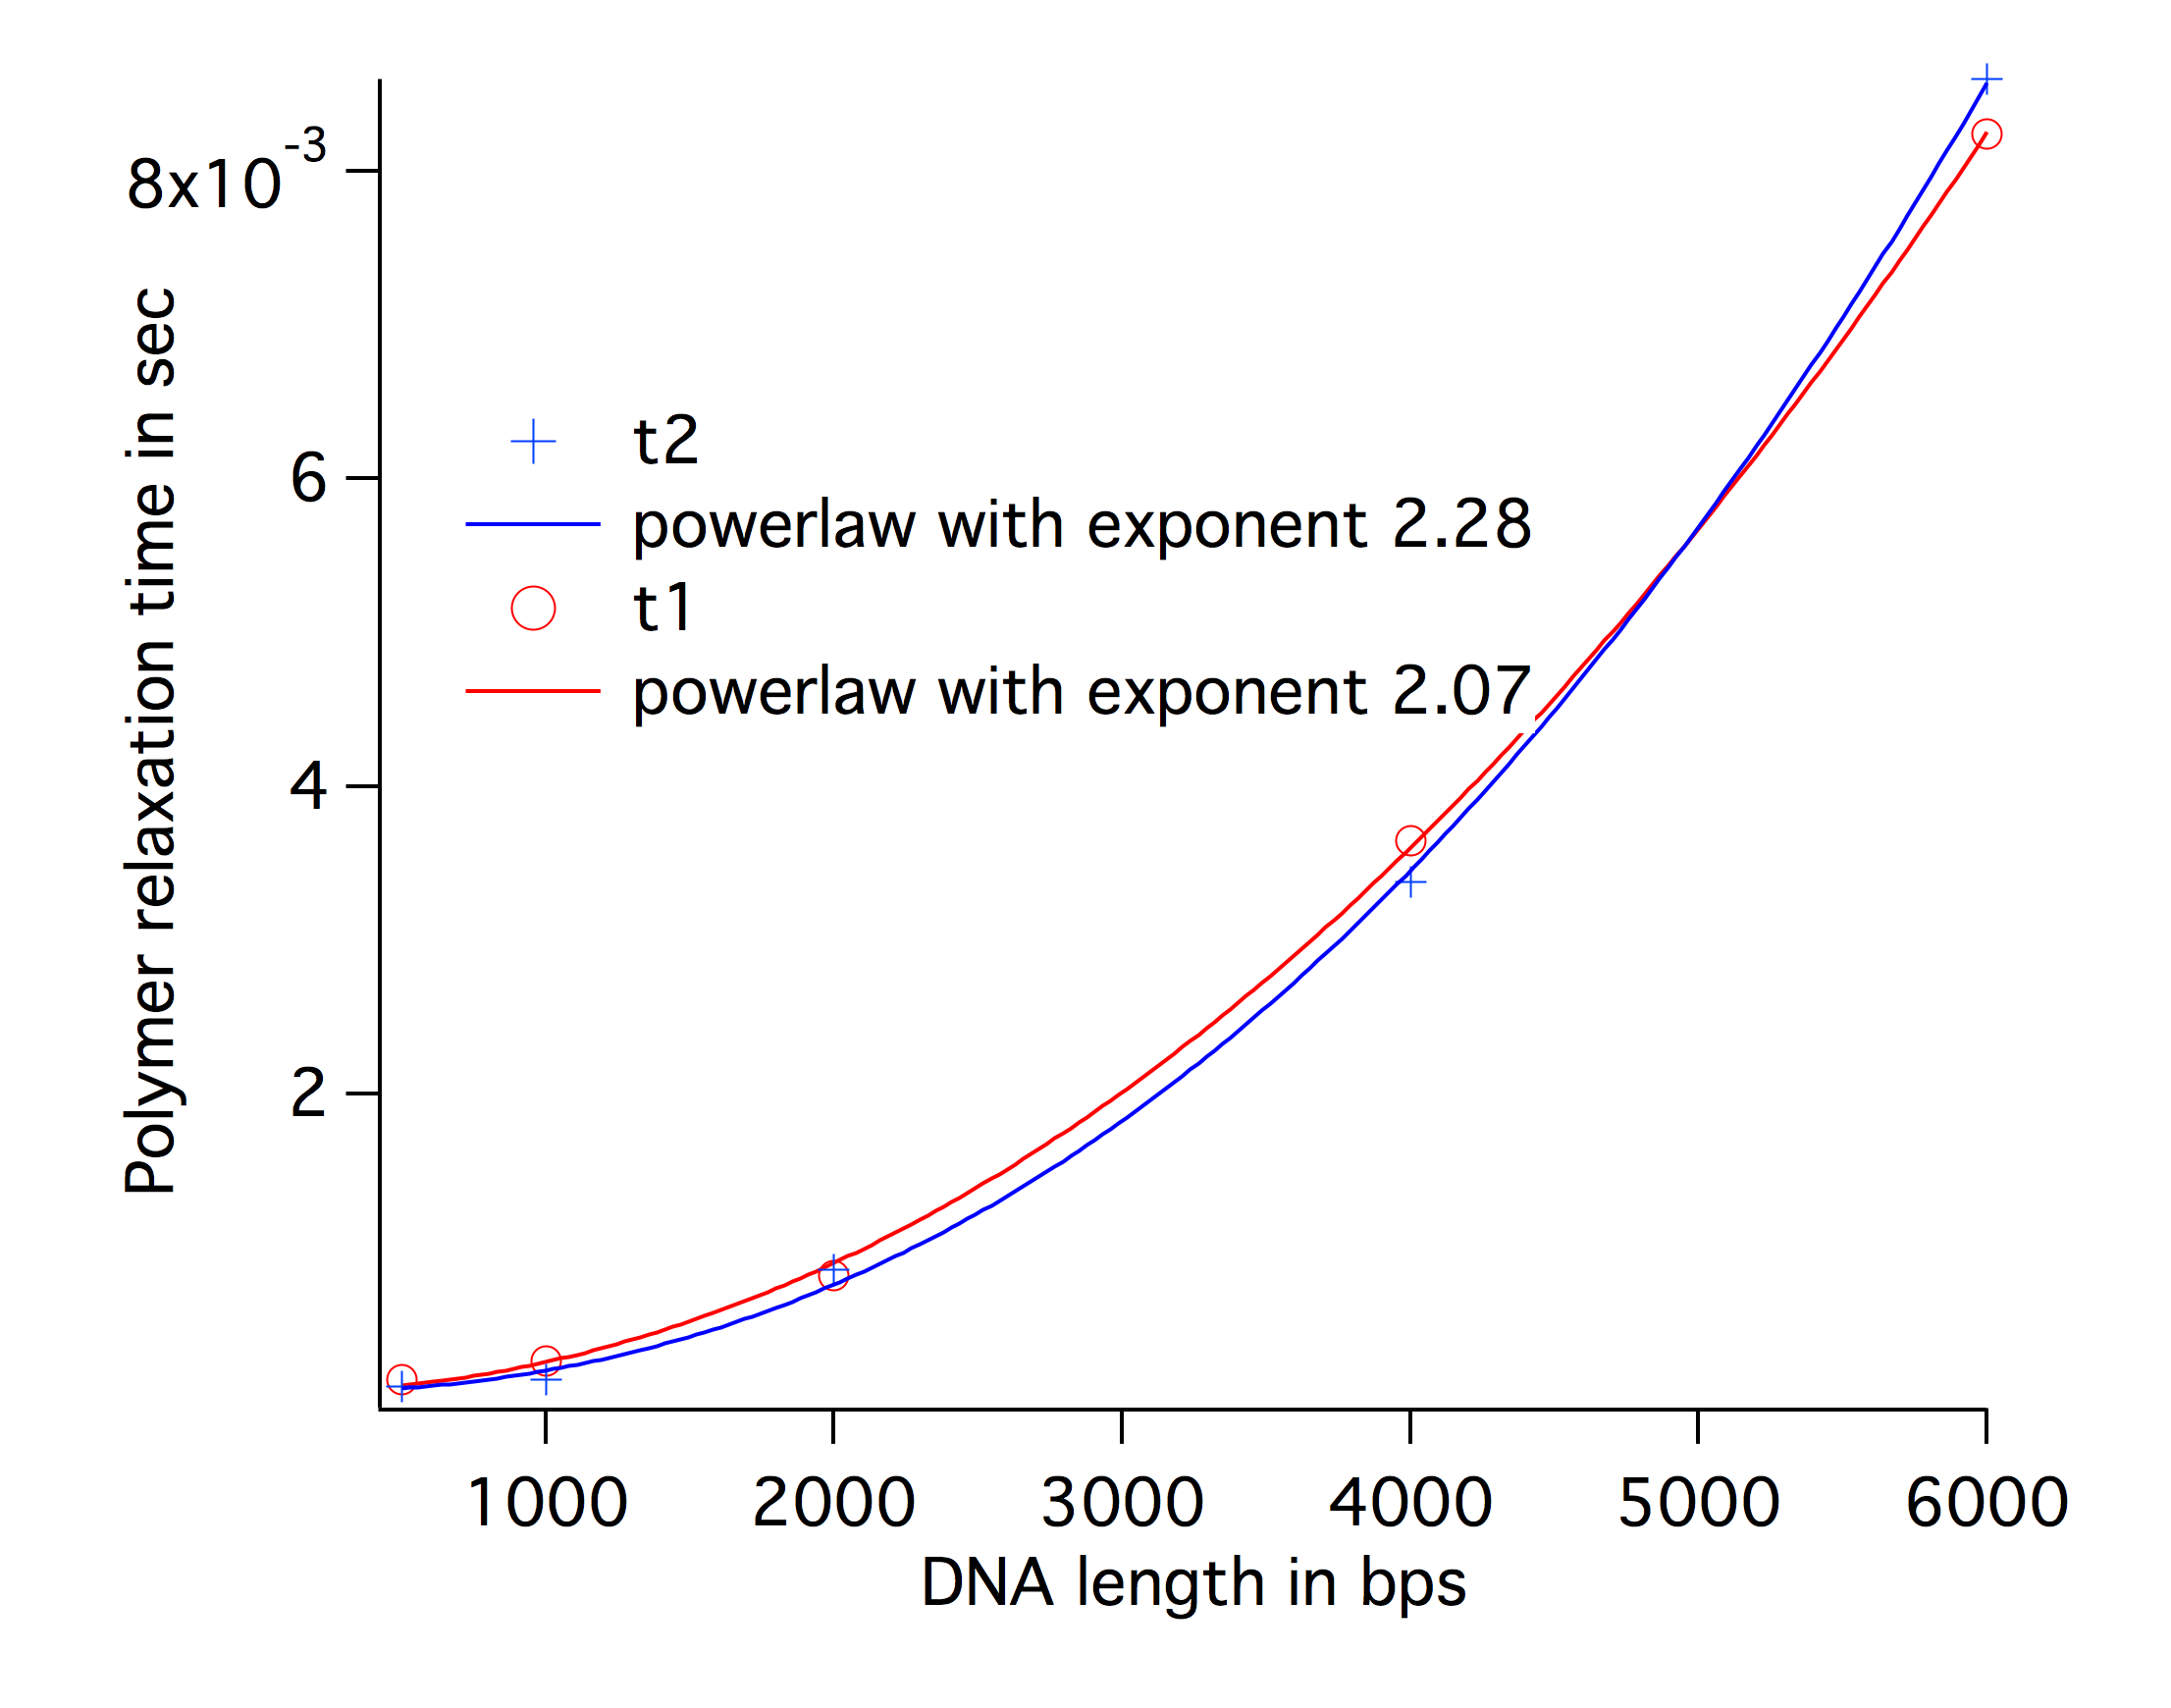 8x10-3
6
4
2
Polymer relaxation time in sec
t2
powerlaw with exponent 2.28
t1
powerlaw with exponent 2.07
1000 2000 3000 4000 5000 6000
DNA length in bps